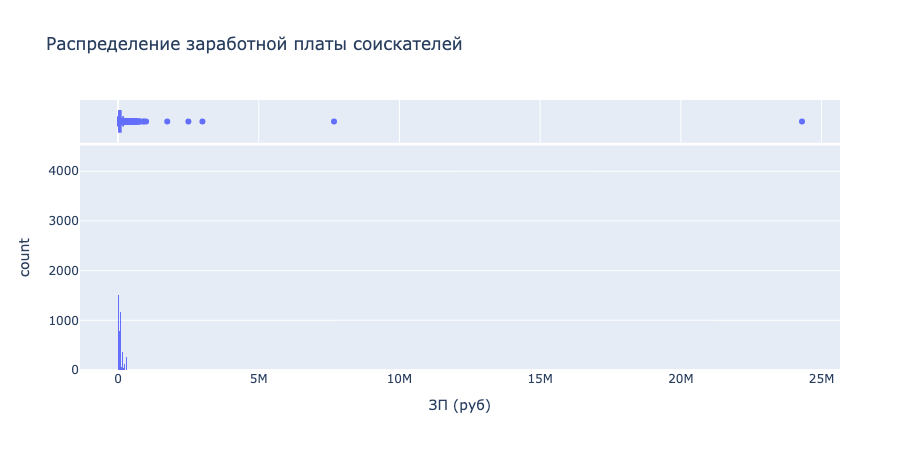 Распределение заработной платы соискателей
4000
3000
2000
1000
0
count
0
5M
10M
15M
20M
25M
ЗП (руб)